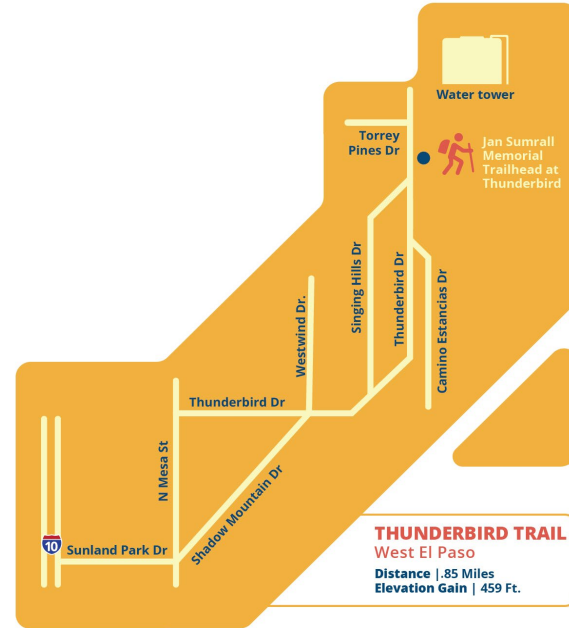 Water tower
Torrey
Pines Dr
Jan Sumrall
Memorial
Trailhead at
Thunderbird
Singing Hills Dr
Thunderbird Dr
Camino Estancias Dr
Westwind Dr.
Thunderbird Dr
N Mesa St
Shadow Mountain Dr
10
Sunland Park Dr
THUNDERBIRD TRAIL
West El Paso
Distance |.85 Miles
Elevation Gain | 459 Ft.